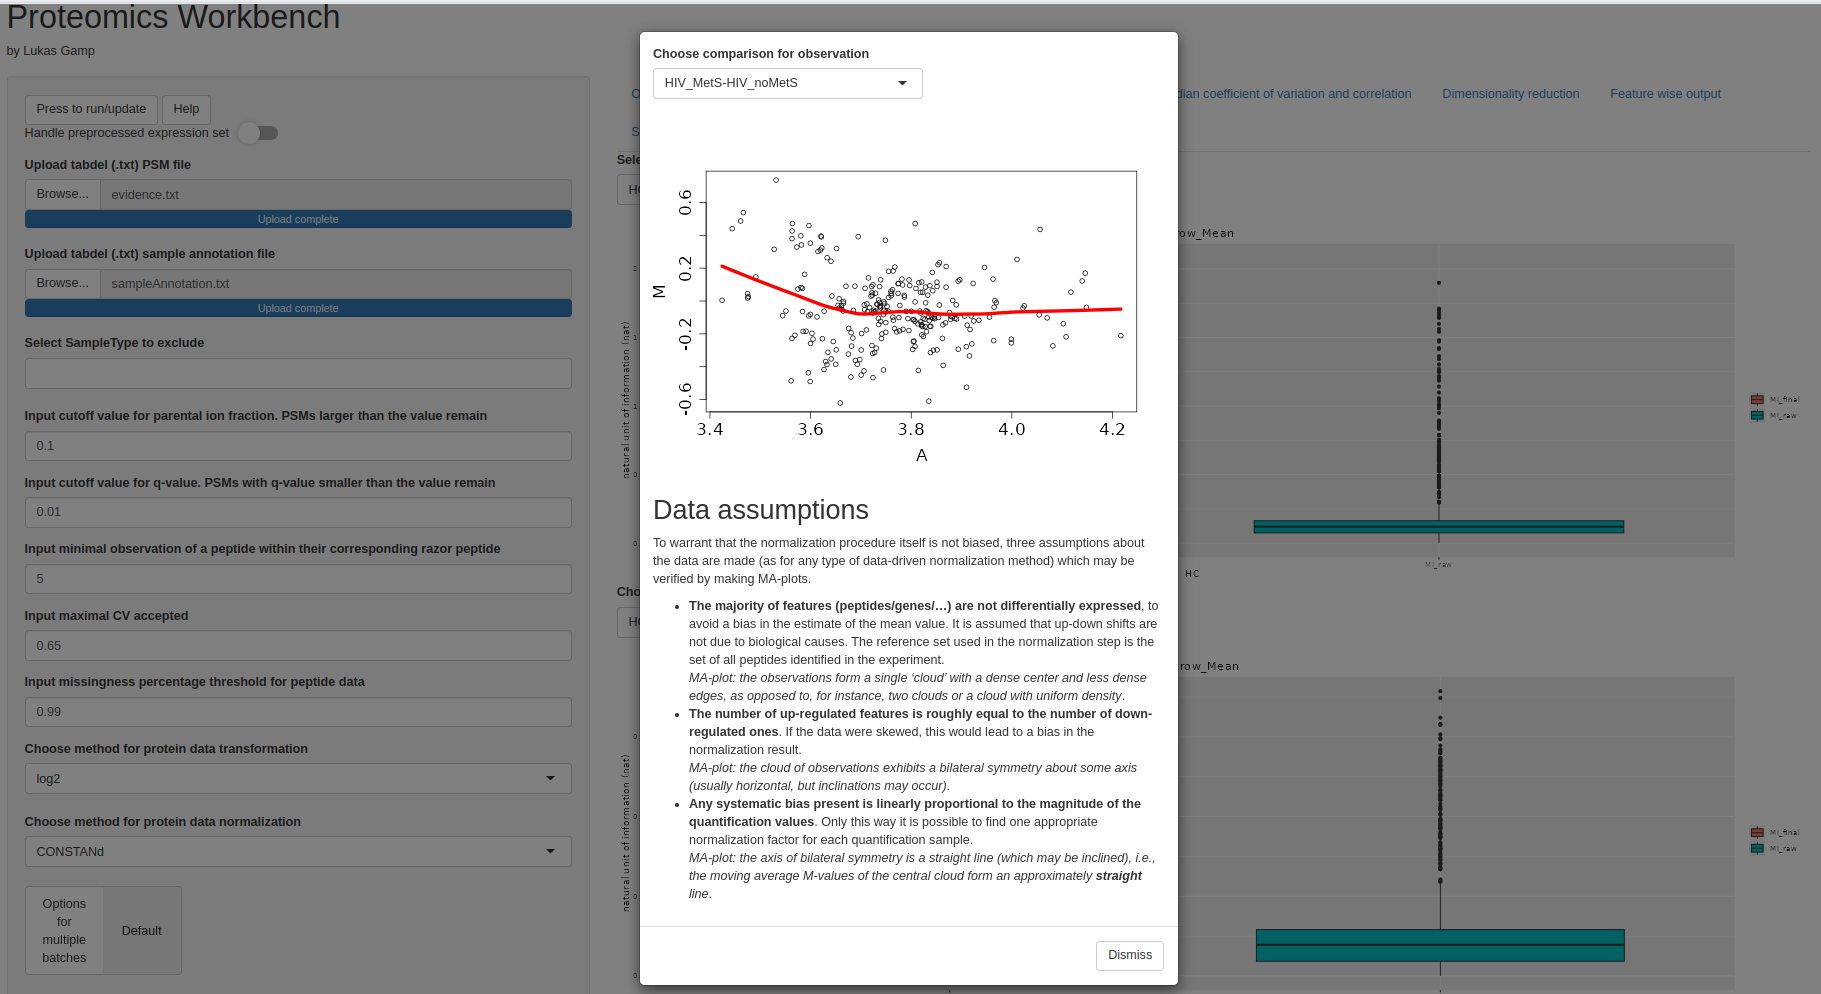 Proteomics Workbench
by Lukas Gamp
Press to run/update
Help
Handle preprocessed expression set
Upload tabdel (.txt) PSM file
Browse...
evidence.txt
Upload complete
Upload tabdel (.txt) sample annotation file
Browse...
sampleAnnotation.txt
Upload complete
Select SampleType to exclude
Input cutoff value for parental ion fraction. PSMs larger than the value remain
0.1
Input cutoff value for q-value. PSMs with q-value smaller than the value remain
0.01
Input minimal observation of a peptide within their corresponding razor peptide
5
Input maximal CV accepted
0.65
Input missingness percentage threshold for peptide data
0.99
Choose method for protein data transformation
log2
Choose method for protein data normalization
CONSTANd
Options
for
multiple
batches
Default
Choose comparison for observation
HIV_MetS-HIV_noMetS
M
0.6
0.2
-0.2
-0.6
3.4 3.6 3.8 4.0 4.2
A
Data assumptions
To warrant that the normalization procedure itself is not biased, three assumptions about
the data are made (as for any type of data-driven normalization method) which may be
verified by making MA-plots.
• The majority of features (peptides/genes/…) are not differentially expressed, to
avoid a bias in the estimate of the mean value. It is assumed that up-down shifts are
not due to biological causes. The reference set used in the normalization step is the
set of all peptides identified in the experiment.
MA-plot: the observations form a single ‘cloud’ with a dense center and less dense
edges, as opposed to, for instance, two clouds or a cloud with uniform density.
• The number of up-regulated features is roughly equal to the number of down-
regulated ones. If the data were skewed, this would lead to a bias in the
normalization result.
MA-plot: the cloud of observations exhibits a bilateral symmetry about some axis
(usually horizontal, but inclinations may occur).
• Any systematic bias present is linearly proportional to the magnitude of the
quantification values. Only this way it is possible to find one appropriate
normalization factor for each quantification sample.
MA-plot: the axis of bilateral symmetry is a straight line (which may be inclined), i.e.,
the moving average M-values of the central cloud form an approximately straight
line.
Dismiss
dian coefficient of variation and correlation
Dimensionality reduction
Feature wise output
Sele
natural unit of information (nat)
row_Mean
MI_raw
HC
MI_final
MI_raw
Cho
natural unit of information (nat)
row_Mean
MI_final
MI_raw